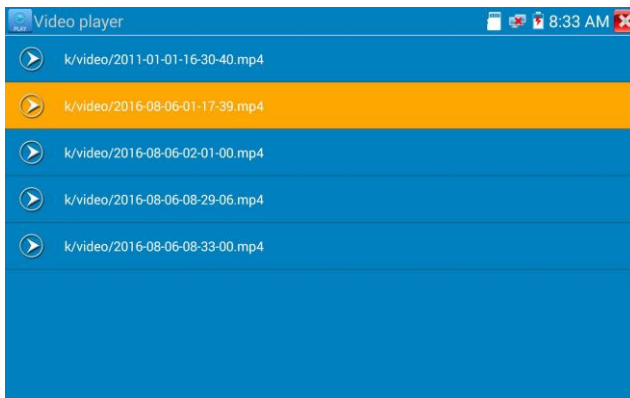 PLAY
Video player
8:33 AM
k/video/2011-01-01-16-30-40.mp4
k/video/2016-08-06-01-17-39.mp4
k/video/2016-08-06-02-01-00.mp4
k/video/2016-08-06-08-29-06.mp4
k/video/2016-08-06-08-33-00.mp4